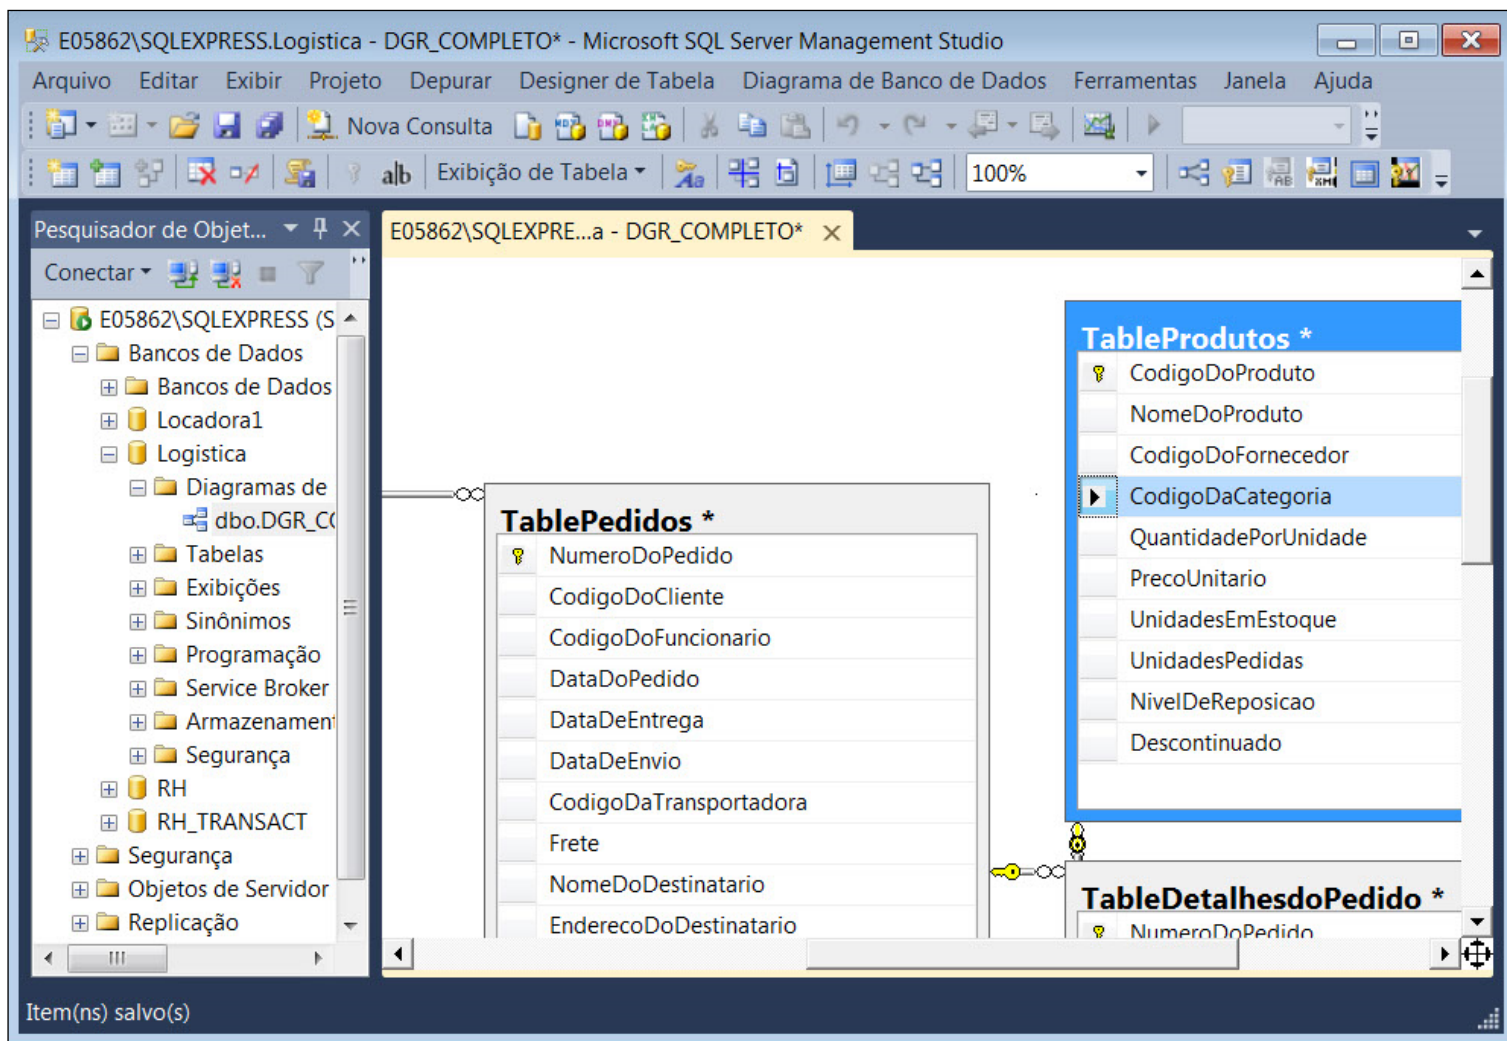 E05862\SQLEXPRESS.Logistica - DGR_COMPLETO* - Microsoft SQL Server Management Studio
Arquivo Editar Exibir Projeto Depurar Designer de Tabela Diagrama de Banco de Dados Ferramentas Janela Ajuda
Nova Consulta
a|b Exibição de Tabela 100%
Pesquisador de Objet...
Conectar
E05862\SQLEXPRESS (S
Bancos de Dados
Bancos de Dados
Locadora1
Logistica
Diagramas de
dbo.DGR_C
Tabelas
Exibições
Sinônimos
Programação
Service Broker
Armazenament
Segurança
RH
RH_TRANSACT
Segurança
Objetos de Servidor
Replicação
E05862\SQLEXPRE...a - DGR_COMPLETO*
TablePedidos *
NumeroDoPedido
CodigoDoCliente
CodigoDoFuncionario
DataDoPedido
DataDeEntrega
DataDeEnvio
CodigoDaTransportadora
Frete
NomeDoDestinatario
EnderecoDoDestinatario
TableProdutos *
CodigoDoProduto
NomeDoProduto
CodigoDoFornecedor
CodigoDaCategoria
QuantidadePorUnidade
PrecoUnitario
UnidadesEmEstoque
UnidadesPedidas
NivelDeReposicao
Descontinuado
TableDetalhesdoPedido *
NumeroDoPedido
Item(ns) salvo(s)